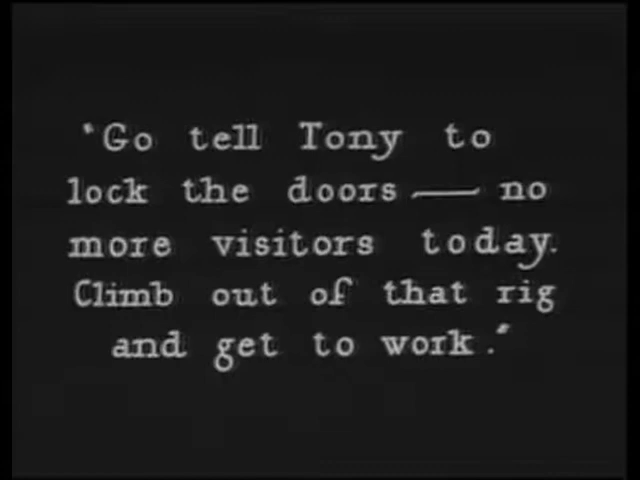 "Go tell Tony to
lock the doors — no
more visitors today.
Climb out of that rig
and get to work."